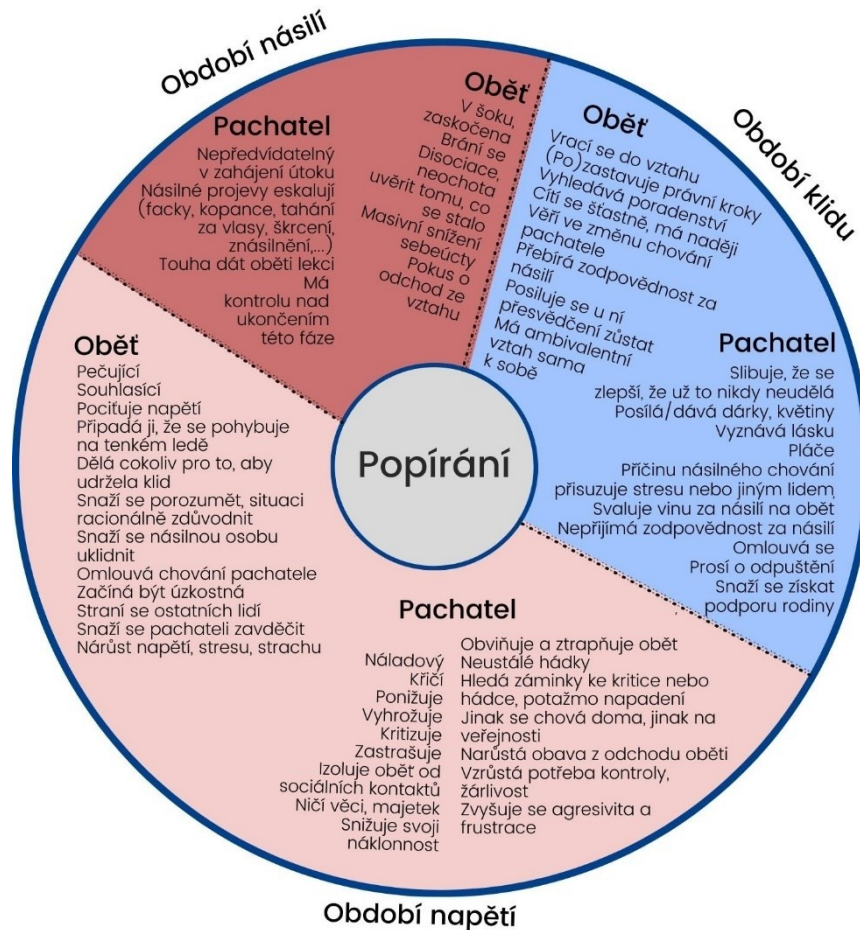 Období násilí
Pachatel
Nepředvídatelný
v zahájení útoku
Násilné projevy eskalují
(facky, kopance, tahání
za vlasy, škrcení,
znásilnění,...)
Touha dát oběti lekci
Má
kontrolu nad
ukončením
této fáze
Oběť
V šoku,
zaskočena
Brání se
Disociace,
neochota
uvěřit tomu, co
se stalo
Masivní snížení
sebeúcty
Pokus o
odchod ze
vztahu
Období klidu
Oběť
Vrací se do vztahu
(Po)zastavuje právní kroky
Vyhledává poradenství
Cítí se šťastně, má naději
Věří ve změnu chování
pachatele
Přebírá zodpovědnost za
násilí
Posiluje se u ní
přesvědčení zůstat
Má ambivalentní
vztah sama
k sobě
Pachatel
Slibuje, že se
zlepší, že už to nikdy neudělá
Posílá/dává dárky, květiny
Vyznává lásku
Pláče
Příčinu násilného chování
přisuzuje stresu nebo jiným lidem,
Svaluje vinu za násilí na obět
Nepřijímá zodpovědnost za násilí
Omlouvá se
Prosí o odpuštění
Snaží se získat
podporu rodiny
Popírání
Oběť
Pečující
Souhlasící
Pociťuje napětí
Připadá ji, že se pohybuje
na tenkém ledě
Dělá cokoliv pro to, aby
udržela klid
Snaží se porozumět, situaci
racionálně zdůvodnit
Snaží se násilnou osobu
uklidnit
Omlouvá chování pachatele
Začíná být úzkostná
Straní se ostatních lidí
Snaží se pachateli zavděčit
Nárůst napětí, stresu, strachu
Pachatel
Náladový
Křičí
Ponižuje
Vyhrožuje
Kritizuje
Zastrašuje
Izoluje oběť od
sociálních kontaktů
Ničí věci, majetek
Snižuje svoji
náklonnost
Obviňuje a ztrapňuje obět
Neustálé hádky
Hledá záminky ke kritice nebo
hádce, potažmo napadení
Jinak se chová doma, jinak na
veřejnosti
Narůstá obava z odchodu oběti
Vzrůstá potřeba kontroly,
žárlivost
Zvyšuje se agresivita a
frustrace
Období napětí